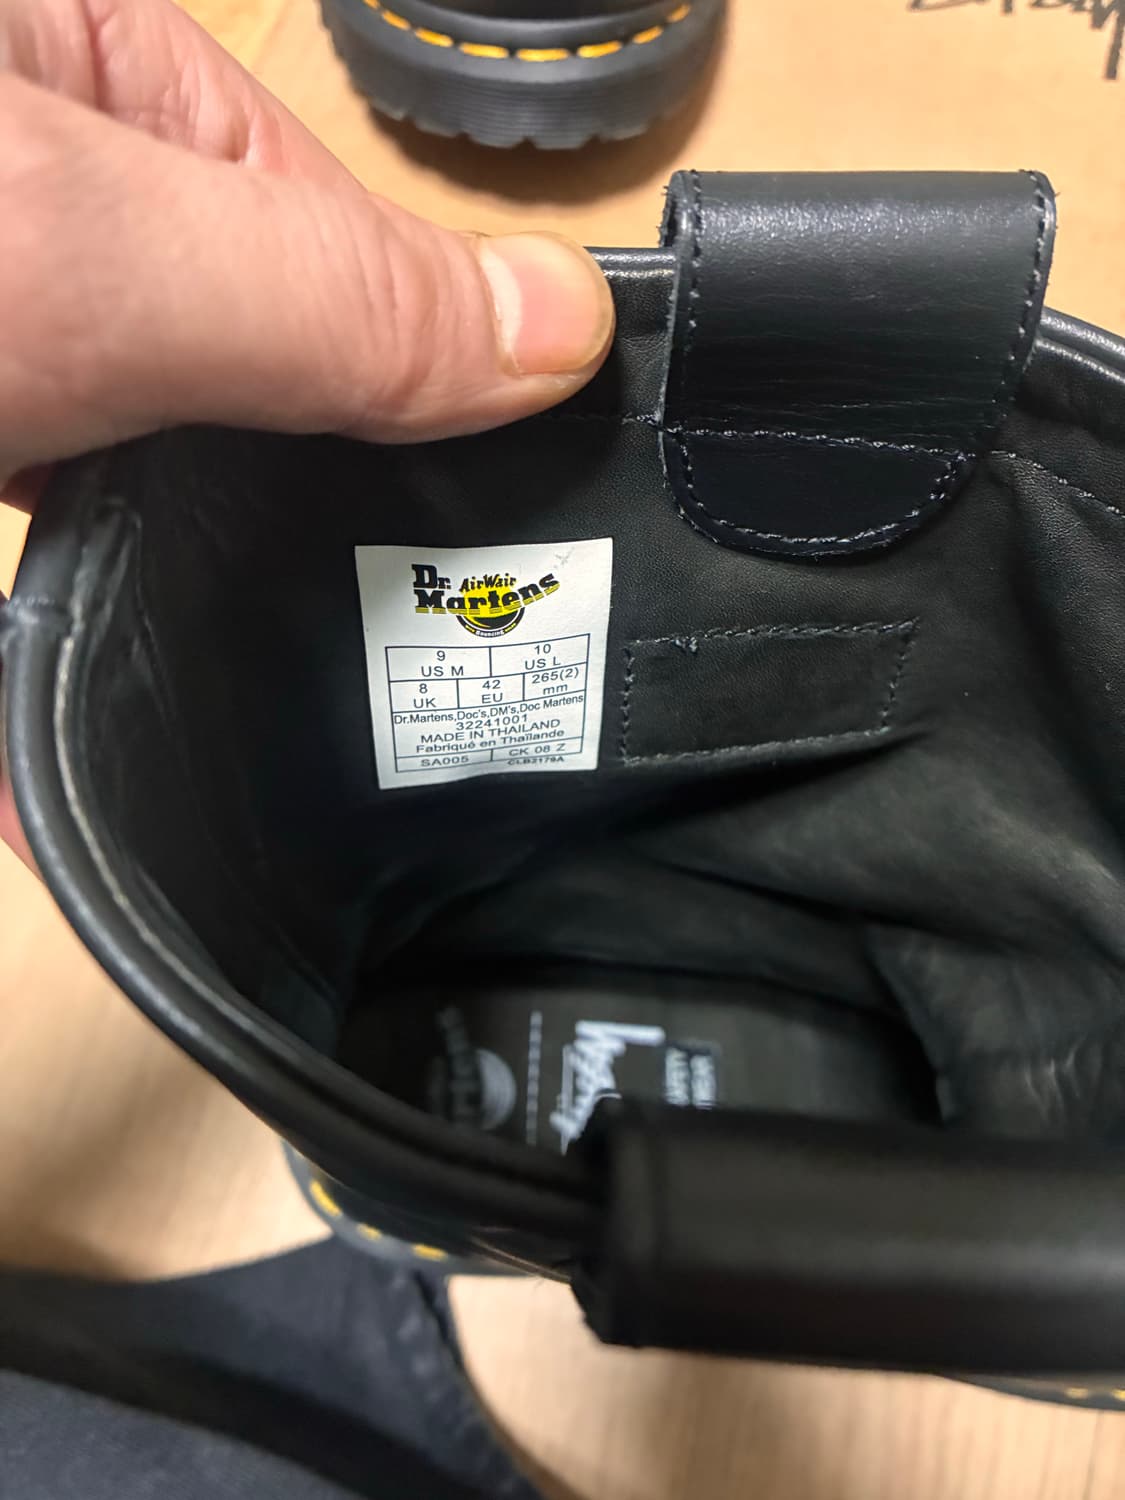 Dr. AirWair
Martens
Bouncing
9
US M
10
US L
8
UK
42
EU
265(2)
mm
Dr.Martens,Doc's,DM's,Doc Martens
32241001
MADE IN THAILAND
Fabriqué en Thaïlande
SA005
CK 08 Z
CLB2179A